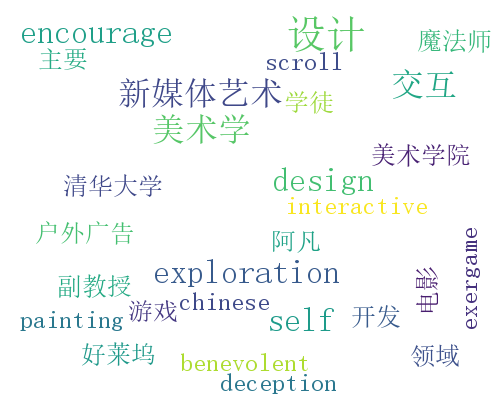 encourage
设计
魔法师
主要
scroll
交互
新媒体艺术
学徒
美术学
美术学院
清华大学
design
interactive
户外广告
阿凡
exergame
副教授
exploration
电影
游戏
chinese
painting
self
开发
好莱坞
benevolent
领域
deception